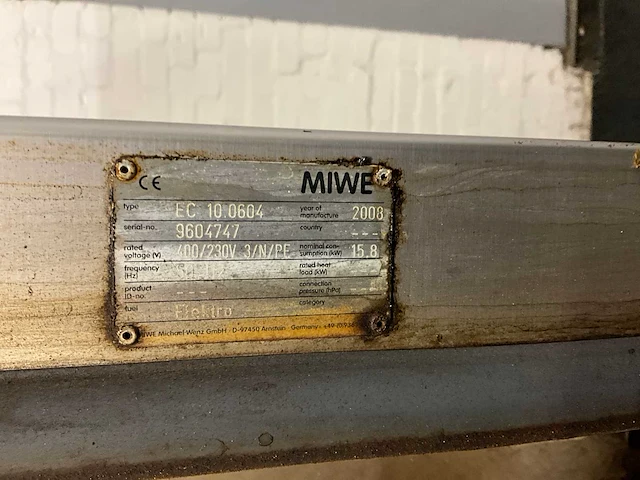 CE MIWE
type EC 10.0604 year of manufacture 2008
serial-no. 9604747 country ---
rated voltage (V) 400/230V 3/N/PE nominal consumption (kW) 15.8
frequency (Hz) rated heat load (kW)
product ID-no. --- connection pressure (hPa)
fuel Elektro category
MIWE Michael Wenz GmbH · D-97450 Arnstein · Germany